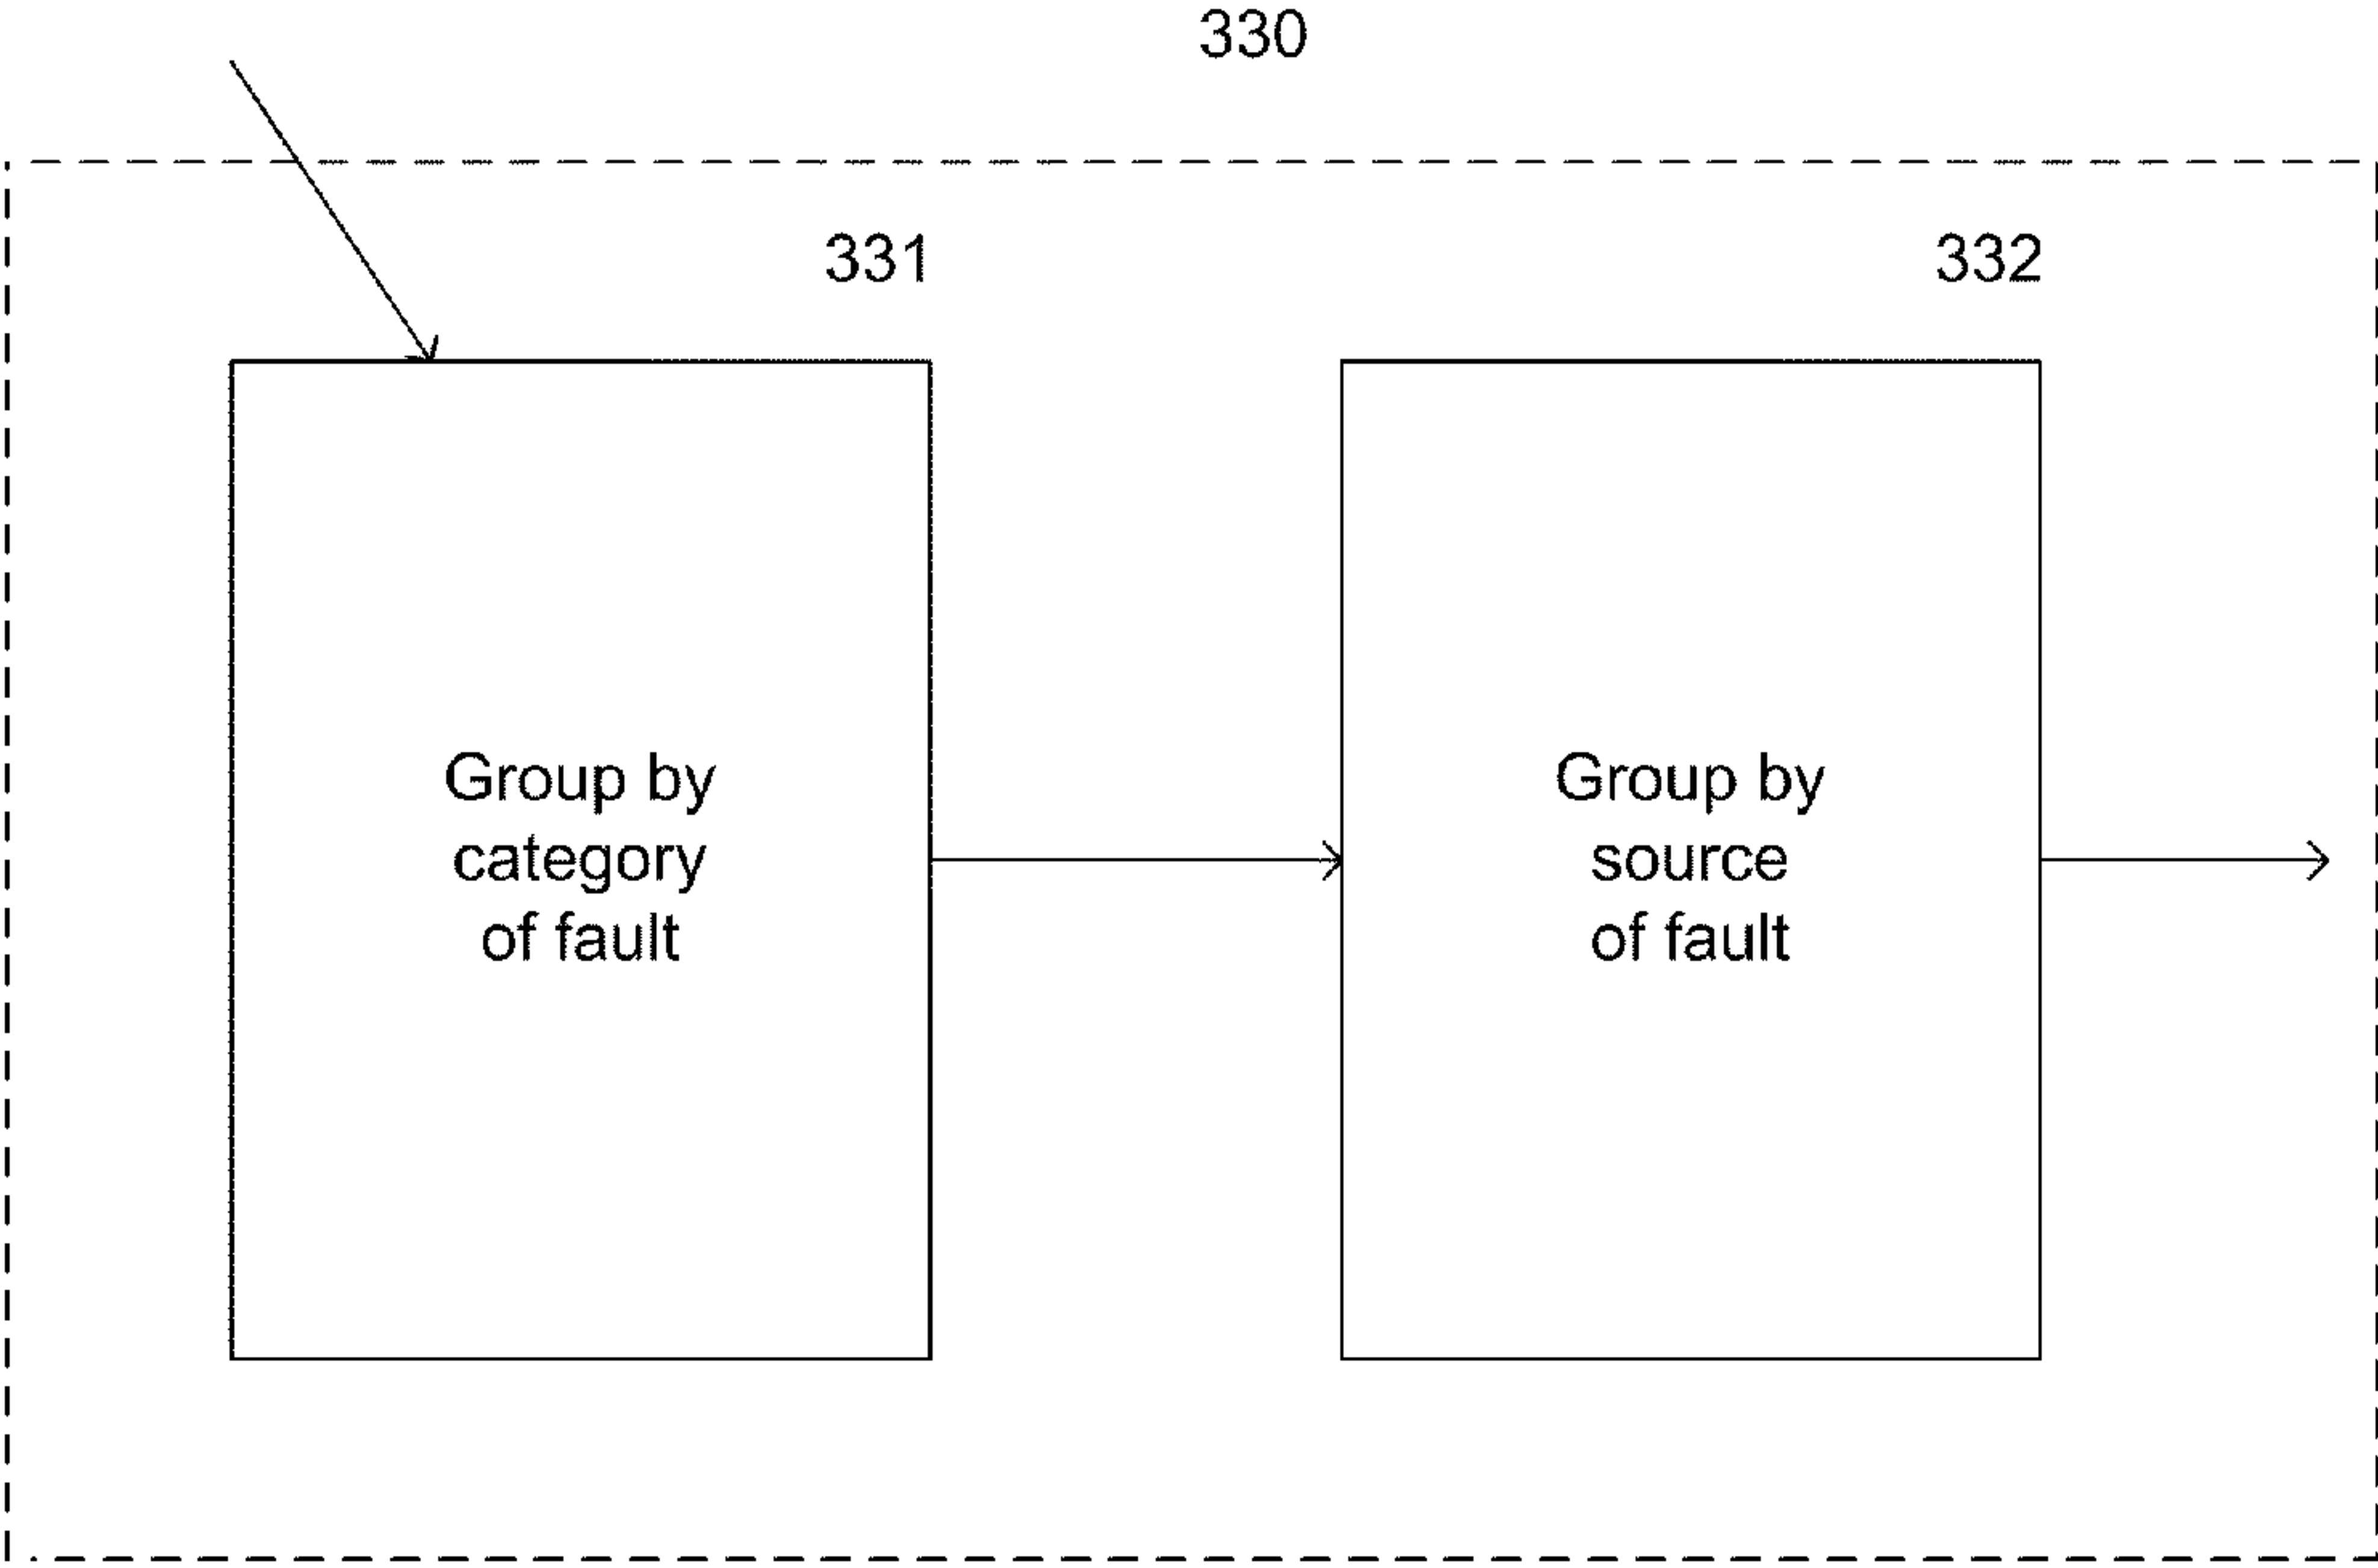 330
331
332
Group by
category
of fault
Group by
source
of fault